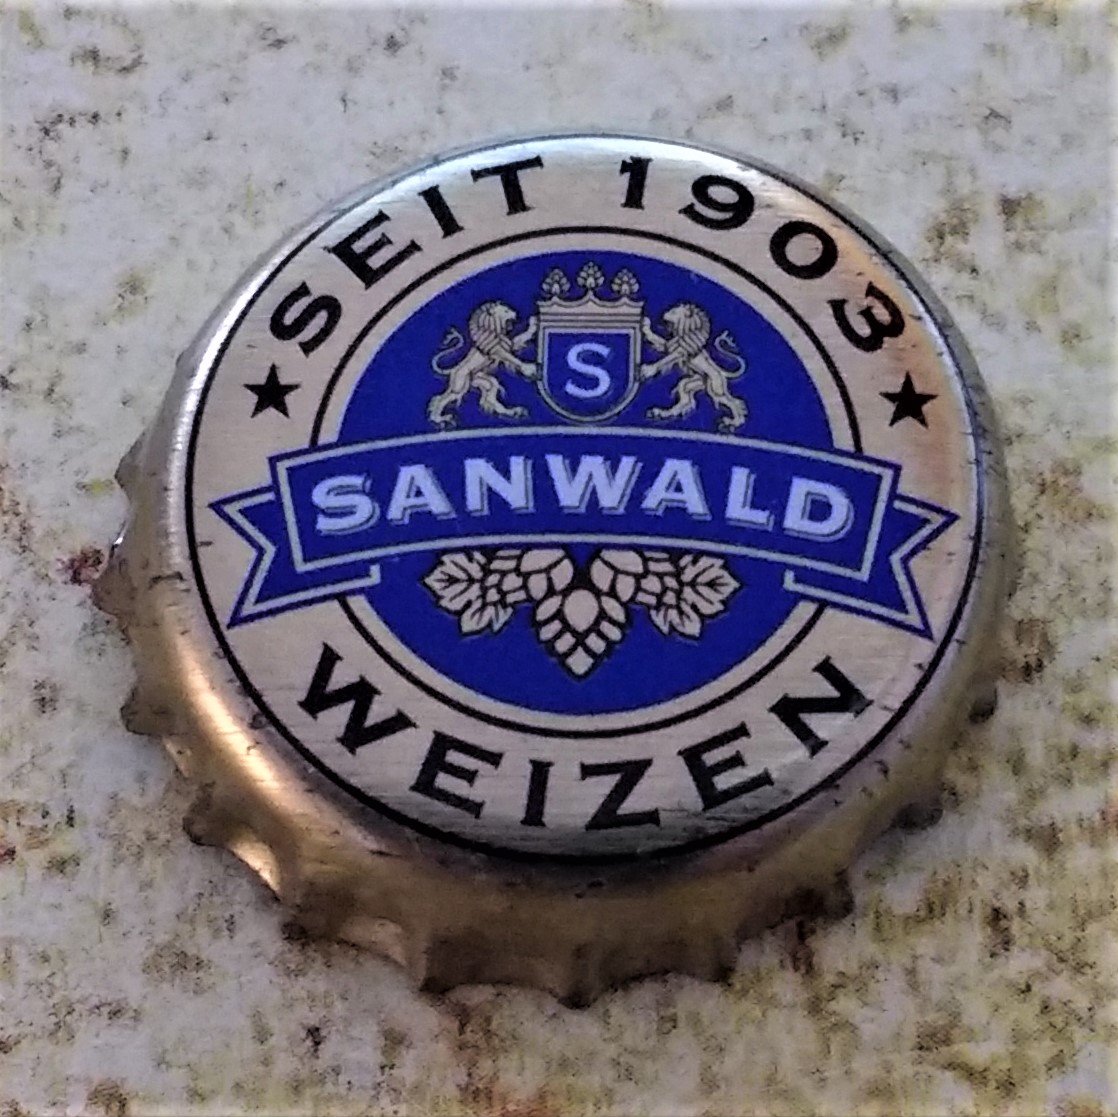 SEIT 1903
S
SANWALD
WEIZEN